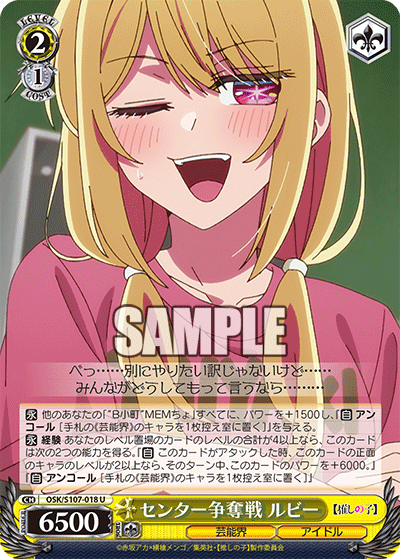 LEVEL
2
1
COST
SAMPLE
べっ……別にやりたい訳じゃないけど……
みんながどうしてもって言うなら………
永 他のあなたの「“B小町”MEMちょ」すべてに、パワーを＋1500し、『自 アン
コール ［手札の《芸能界》のキャラを1枚控え室に置く］』を与える。
永 経験 あなたのレベル置場のカードのレベルの合計が4以上なら、このカード
は次の2つの能力を得る。『自 このカードがアタックした時、このカードの正面
のキャラのレベルが2以上なら、そのターン中、このカードのパワーを＋6000。』
『自 アンコール ［手札の《芸能界》のキャラを1枚控え室に置く］』
CH
OSK/S107-018 U
6500
センター争奪戦 ルビー
【推しの子】
芸能界
アイドル
©赤坂アカ×横槍メンゴ／集英社・【推しの子】製作委員会